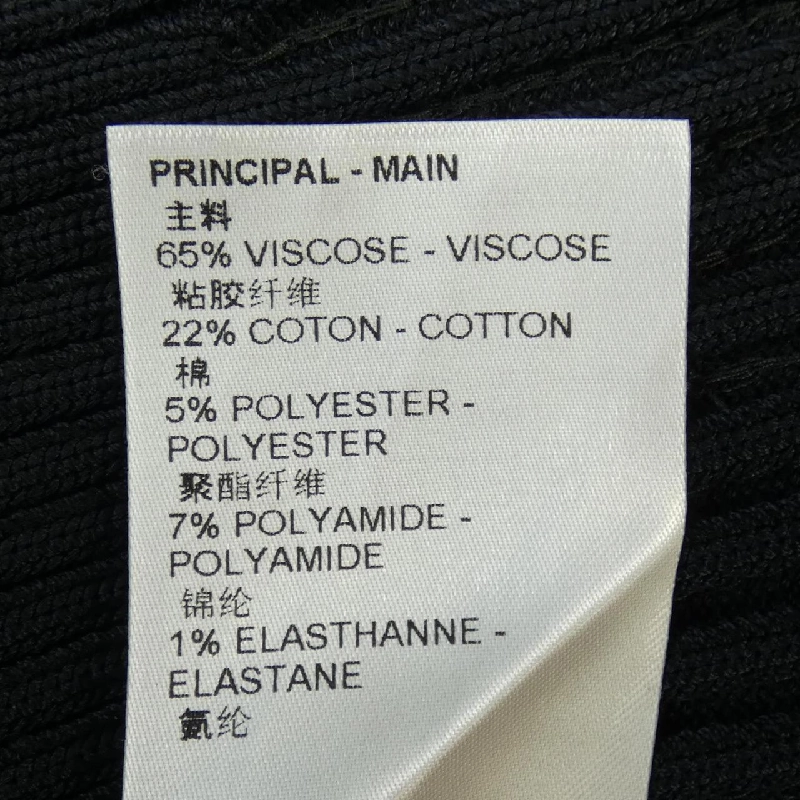 PRINCIPAL - MAIN
主料
65% VISCOSE - VISCOSE
粘胶纤维
22% COTON - COTTON
棉
5% POLYESTER -
POLYESTER
聚酯纤维
7% POLYAMIDE -
POLYAMIDE
锦纶
1% ELASTHANNE -
ELASTANE
氨纶